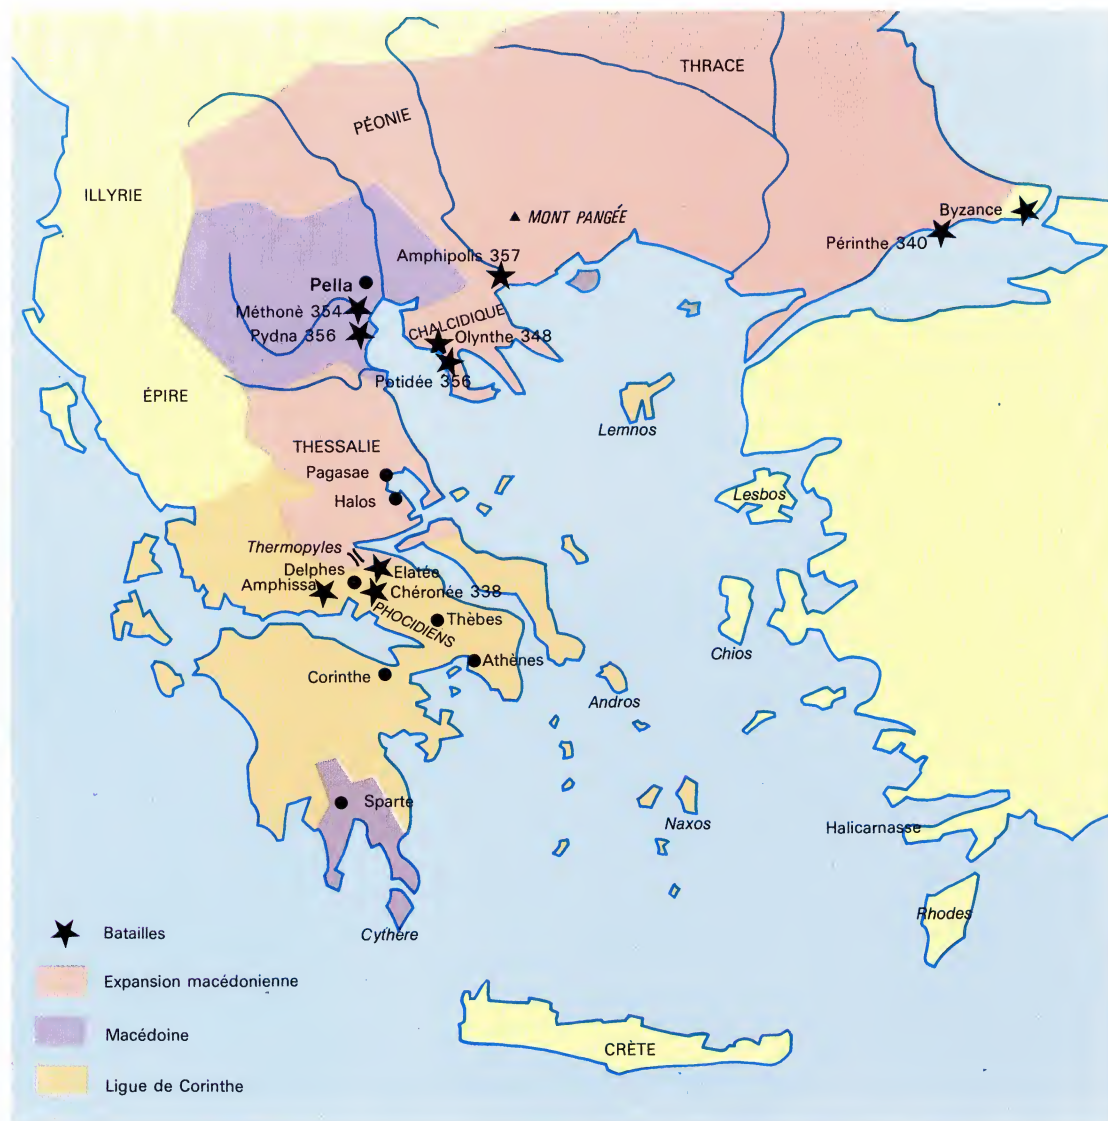 THRACE
PÉONIE
ILLYRIE
MONT PANGÉE
Byzance
Périnthe 340
Amphipolis 357
Pella
Méthonè 354
CHALCIDIQUE
Pydna 356
Olynthe 348
Potidée 356
ÉPIRE
Lemnos
THESSALIE
Pagasae
Lesbos
Halos
Thermopyles
Delphes
Elatée
Amphissa
Chéronée 338
PHOCIDIENS
Thèbes
Chios
Athènes
Corinthe
Andros
Sparte
Naxos
Halicarnasse
Rhodes
Cythère
Batailles
Expansion macédonienne
Macédoine
CRÈTE
Ligue de Corinthe